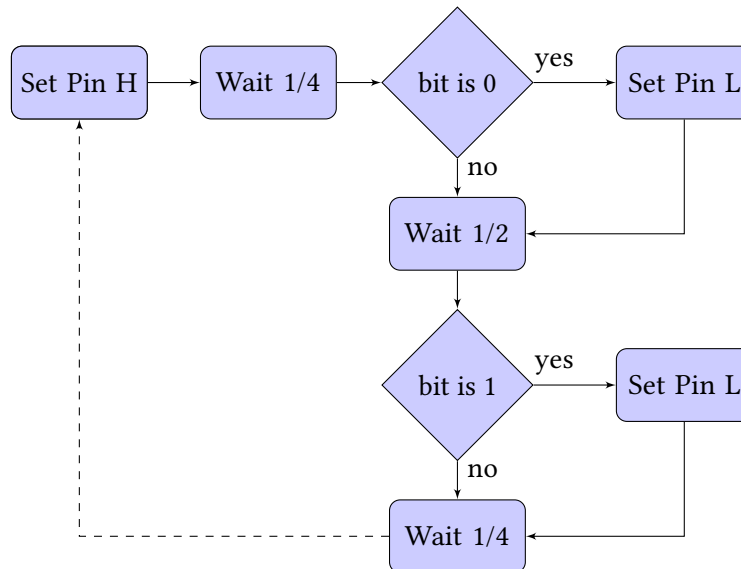 Set Pin H
Wait 1/4
bit is 0
yes
Set Pin L
no
Wait 1/2
bit is 1
yes
Set Pin L
no
Wait 1/4